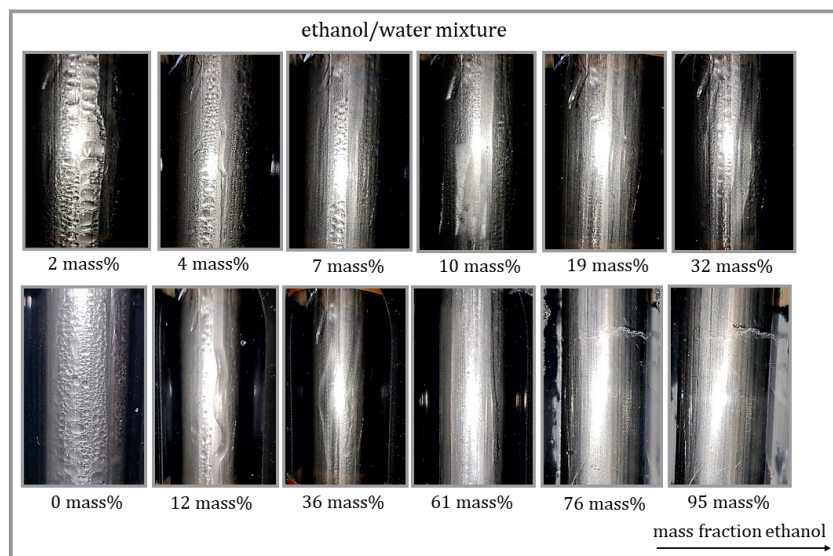 ethanol/water mixture
2 mass% 4 mass% 7 mass% 10 mass% 19 mass% 32 mass%
0 mass% 12 mass% 36 mass% 61 mass% 76 mass% 95 mass%
mass fraction ethanol